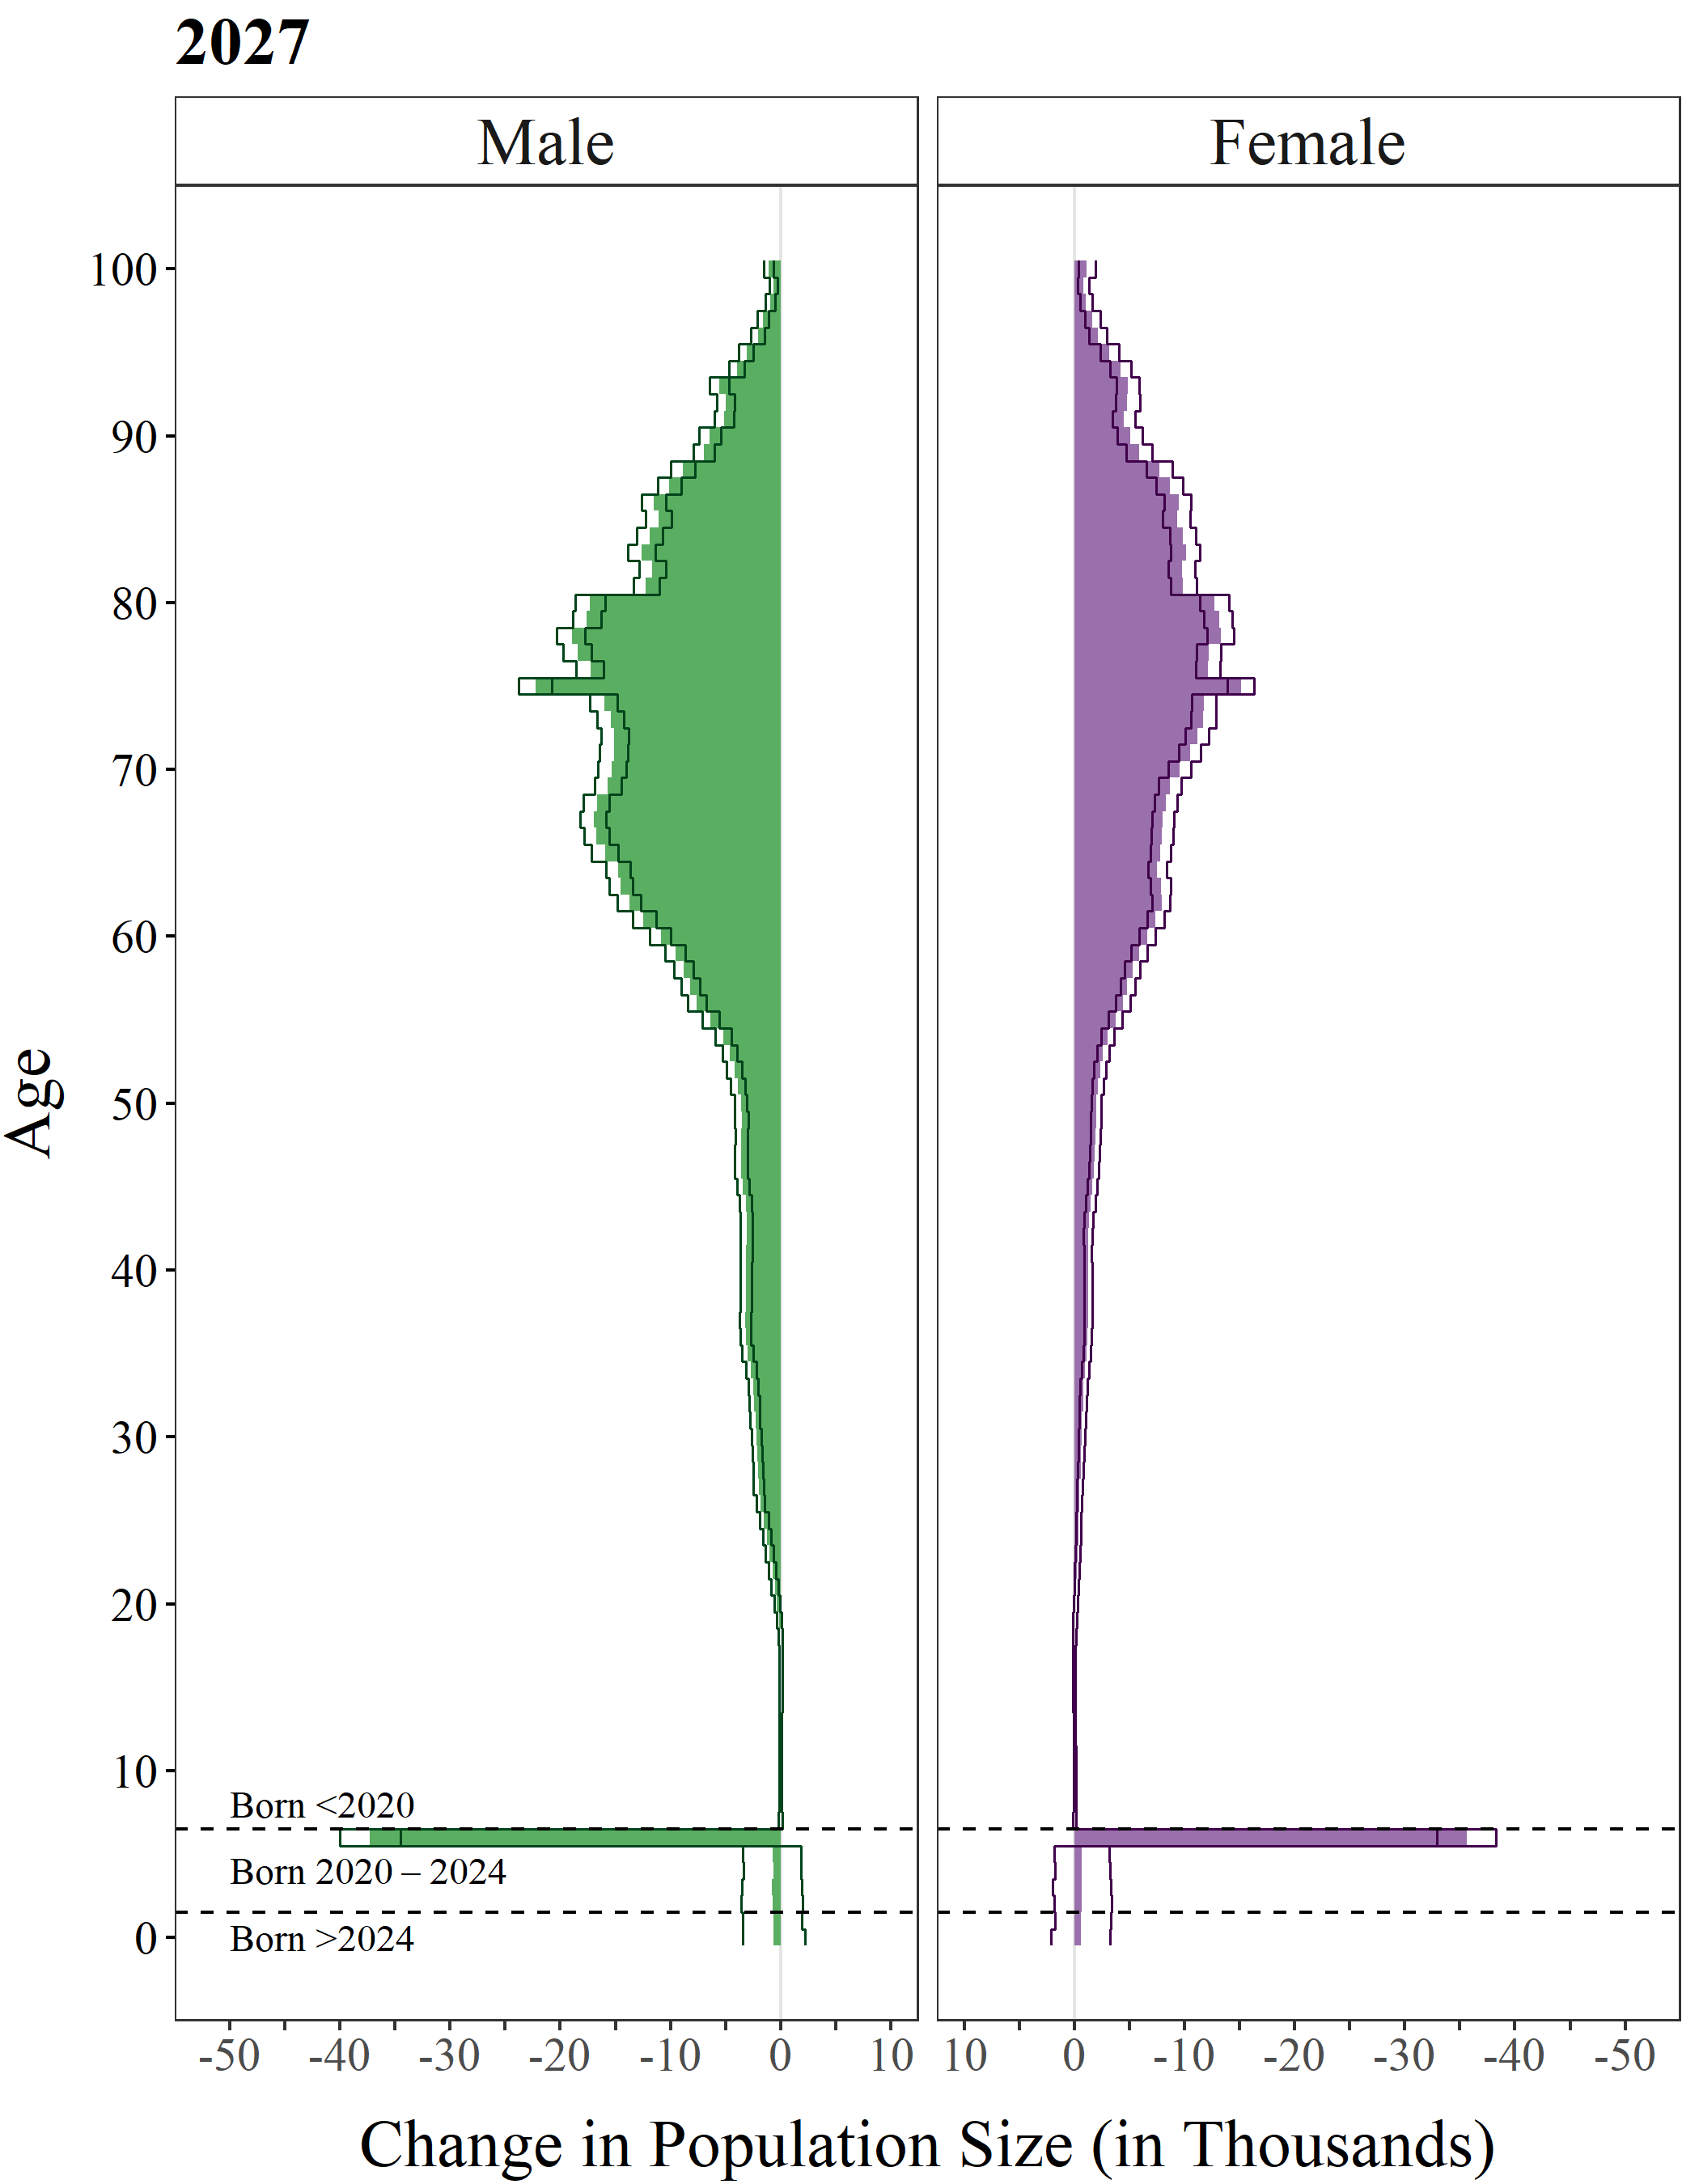 2027
Male
Female
100
90
80
70
60
50
40
30
20
10
0
Age
Born <2020
Born 2020 – 2024
Born >2024
-50 -40 -30 -20 -10 0 10
10 0 -10 -20 -30 -40 -50
Change in Population Size (in Thousands)